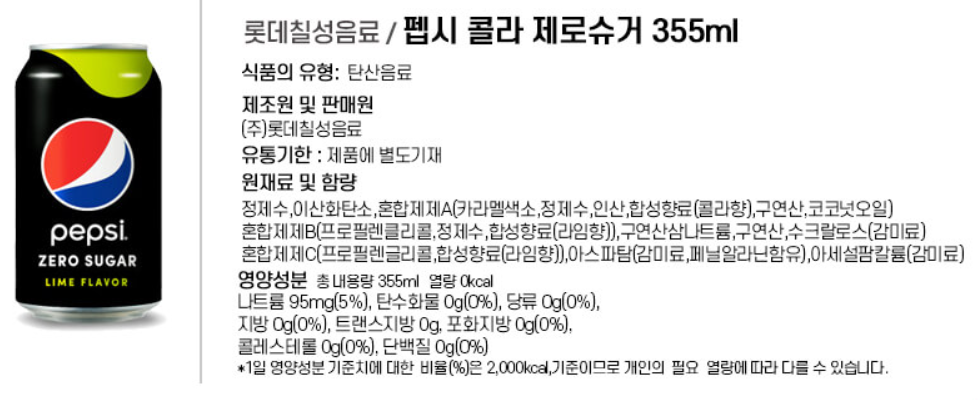 롯데칠성음료 / 펩시 콜라 제로슈거 355ml
식품의 유형: 탄산음료
제조원 및 판매원
(주)롯데칠성음료
유통기한 : 제품에 별도기재
원재료 및 함량
정제수,이산화탄소,혼합제제A(카라멜색소,정제수,인산,합성향료(콜라향),구연산,코코넛오일)
혼합제제B(프로필렌클리콜,정제수,합성향료(라임향)),구연산삼나트륨,구연산,수크랄로스(감미료)
혼합제제C(프로필렌글리콜,합성향료(라임향)),아스파탐(감미료,페닐알라닌함유),아세설팜칼륨(감미료)
영양성분 총 내용량 355ml 열량 0kcal
나트륨 95mg(5%), 탄수화물 0g(0%), 당류 0g(0%),
지방 0g(0%), 트랜스지방 0g, 포화지방 0g(0%),
콜레스테롤 0g(0%), 단백질 0g(0%)
*1일 영양성분 기준치에 대한 비율(%)은 2,000kcal,기준이므로 개인의 필요 열량에 따라 다를 수 있습니다.
pepsi
ZERO SUGAR
LIME FLAVOR